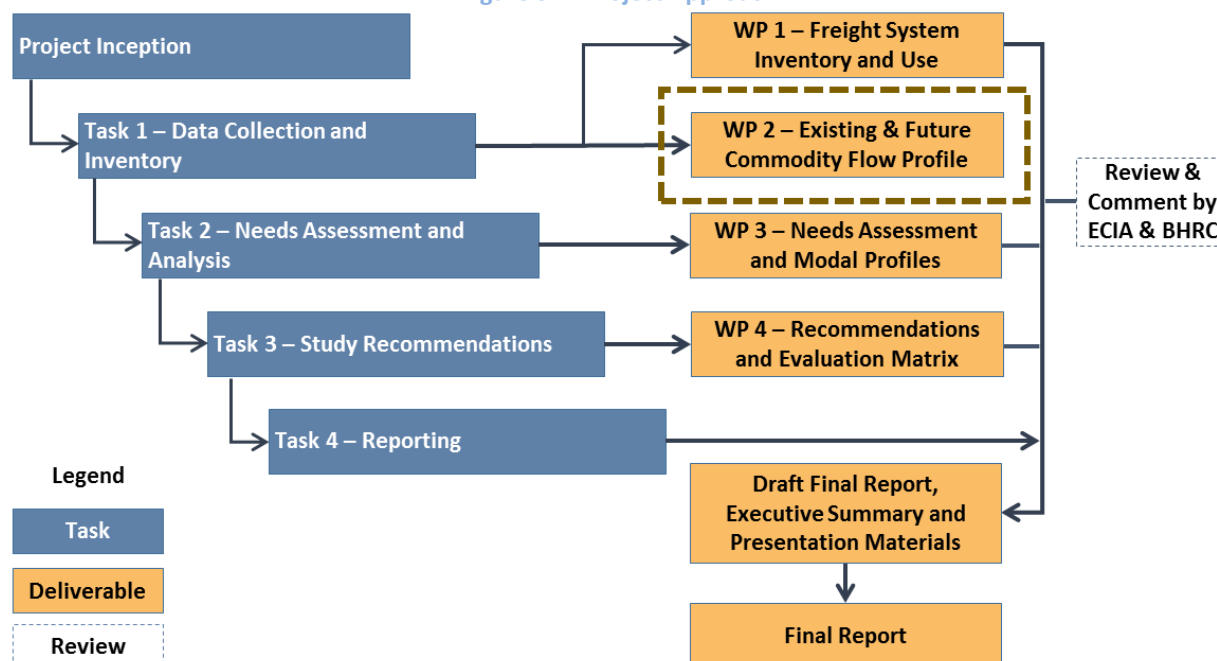 Project Inception
WP 1 – Freight System
Inventory and Use
Task 1 – Data Collection and
Inventory
WP 2 – Existing & Future
Commodity Flow Profile
Review &
Comment by
ECIA & BHRC
Task 2 – Needs Assessment and
Analysis
WP 3 – Needs Assessment
and Modal Profiles
Task 3 – Study Recommendations
WP 4 – Recommendations
and Evaluation Matrix
Task 4 – Reporting
Draft Final Report,
Executive Summary and
Presentation Materials
Final Report
Legend
Task
Deliverable
Review